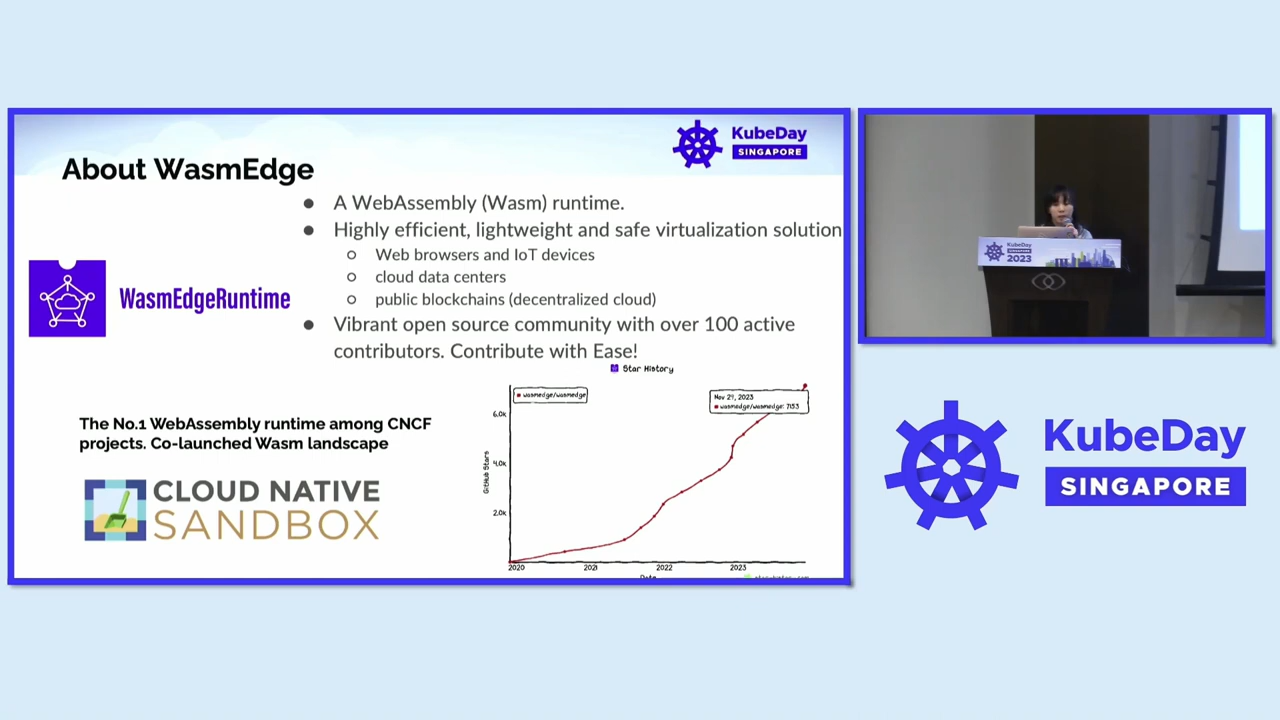 About WasmEdge
KubeDay
SINGAPORE
A WebAssembly (Wasm) runtime.
Highly efficient, lightweight and safe virtualization solution
Web browsers and IoT devices
cloud data centers
public blockchains (decentralized cloud)
Vibrant open source community with over 100 active
contributors. Contribute with Ease!
WasmEdgeRuntime
The No.1 WebAssembly runtime among CNCF
projects. Co-launched Wasm landscape
CLOUD NATIVE
SANDBOX
Star History
wasmedge/wasmedge
Nov 29, 2023
wasmedge/wasmedge: 7153
GitHub Stars
6.0k
4.0k
2.0k
2020
2021
2022
2023
KubeDay
SINGAPORE
2023
KubeDay
SINGAPORE